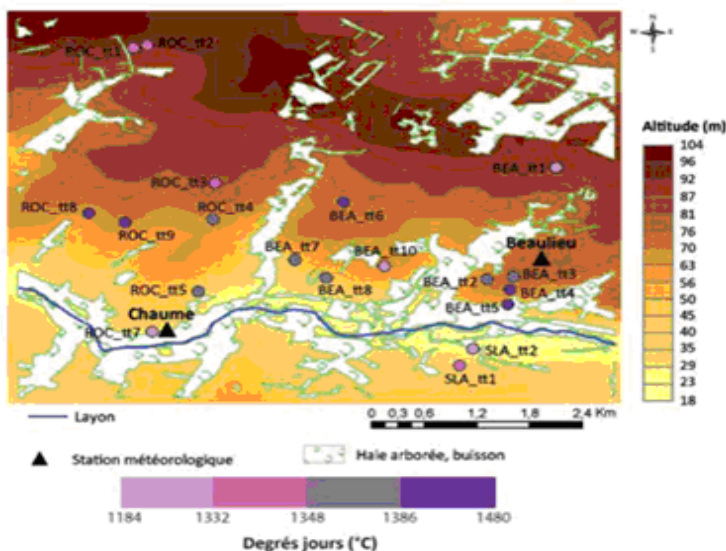 N
W E
S
ROC_tt1 ROC_tt2
Altitude (m)
104
96
92
87
81
76
70
63
56
50
45
40
35
29
23
18
BEA_tt1
ROC_tt3
ROC_tt8 ROC_tt4 BEA_tt6
ROC_tt9
BEA_tt7 BEA_tt10 Beaulieu
BEA_tt2 BEA_tt3
ROC_tt5 BEA_tt8 BEA_tt4
Chaume BEA_tt5
ROC_tt7
SLA_tt2
SLA_tt1
Layon
0 0,3 0,6 1,2 1,8 2,4 Km
Station météorologique Haie arborée, buisson
1184 1332 1348 1386 1480
Degrés jours (°C)